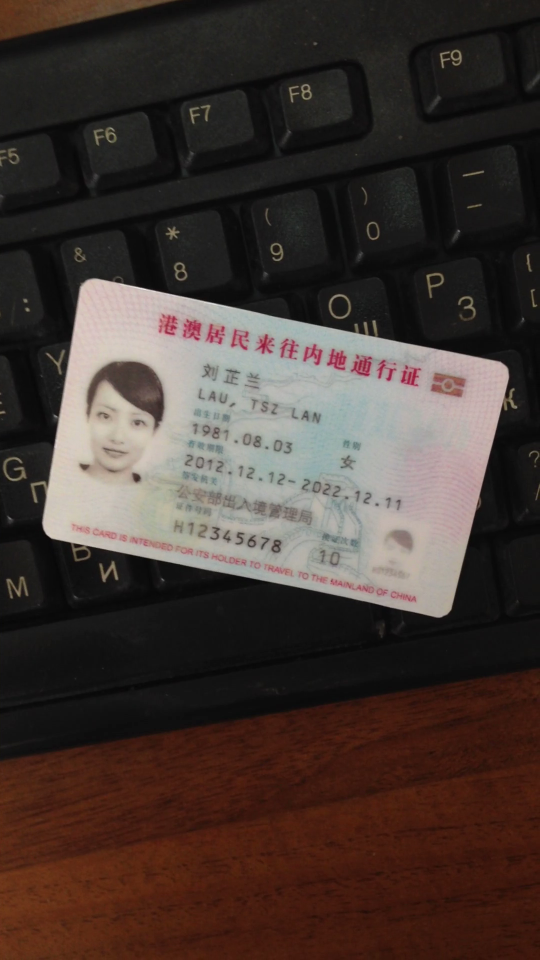 F5 F6 F7 F8 F9
& * 8 ( 9 ) 0 — -
: O Щ P З { [
港澳居民来往内地通行证
Y
刘芷兰
LAU, TSZ LAN
出生日期 性别
1981.08.03 女
有效期限
2012.12.12-2022.12.11
签发机关
公安部出入境管理局
证件号码 换证次数
H12345678 10
THIS CARD IS INTENDED FOR ITS HOLDER TO TRAVEL TO THE MAINLAND OF CHINA
G П
? /
В И
М